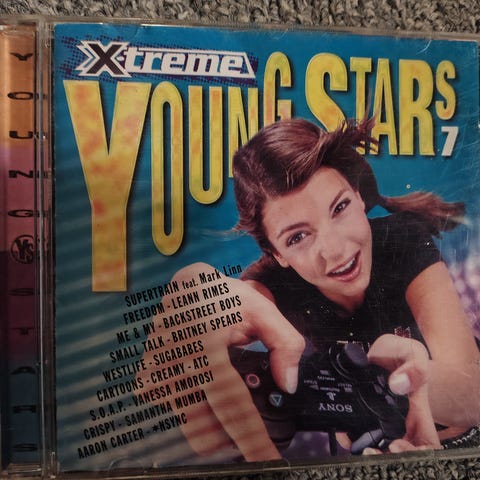 YOUNG STARS
YS
X-treme
YOUNG STARS
7
SUPERTRAIN feat. Mark Linn
FREEDOM - LEANN RIMES
ME & MY - BACKSTREET BOYS
SMALL TALK - BRITNEY SPEARS
WESTLIFE - SUGABABES
CARTOONS - CREAMY - ATC
S.O.A.P. - VANESSA AMOROSI
CRISPY - SAMANTHA MUMBA
AARON CARTER - *NSYNC
SONY